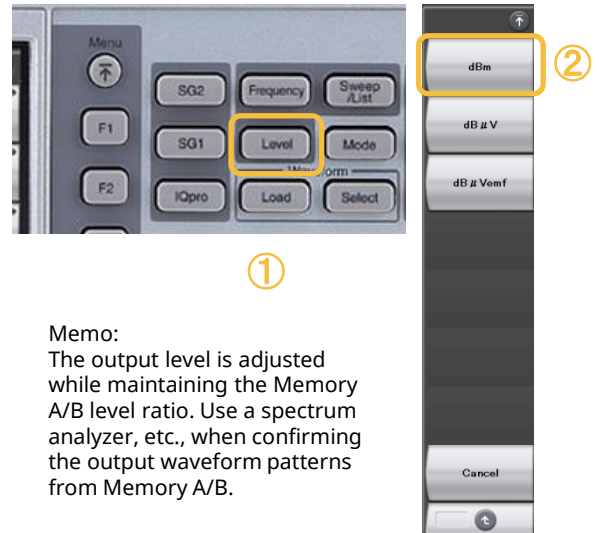 Menu
SG2
Frequency
Sweep
/List
F1
SG1
Level
Mode
Waveform
F2
IQpro
Load
Select
①
dBm
②
dBμV
dBμVemf
Cancel
Memo:
The output level is adjusted
while maintaining the Memory
A/B level ratio. Use a spectrum
analyzer, etc., when confirming
the output waveform patterns
from Memory A/B.